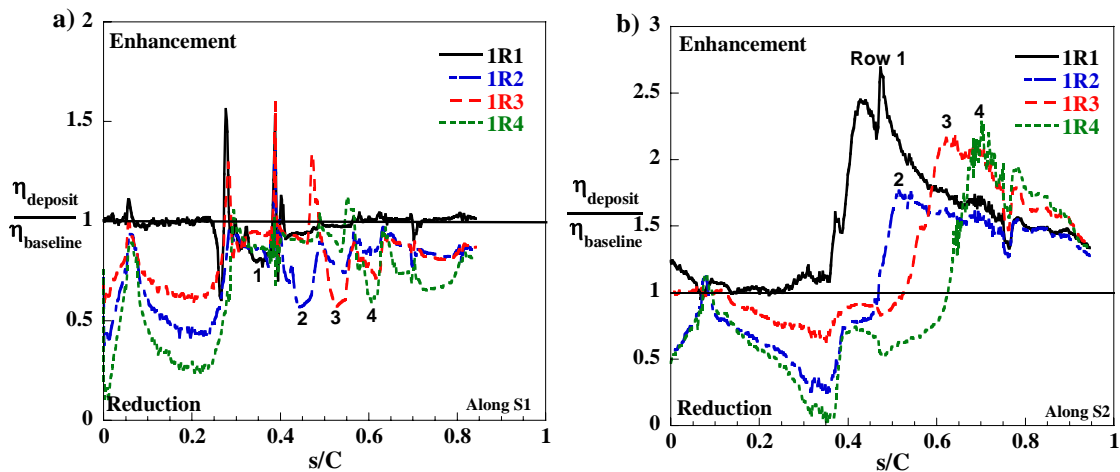 a)
2
1.5
1
0.5
0
η deposit
η baseline
Enhancement
1R1
1R2
1R3
1R4
1
2
3
4
Reduction
Along S1
0 0.2 0.4 0.6 0.8 1
s/C
b)
3
2.5
2
1.5
1
0.5
0
η deposit
η baseline
Enhancement
Row 1
1R1
1R2
1R3
1R4
3
4
2
Reduction
Along S2
0 0.2 0.4 0.6 0.8 1
s/C